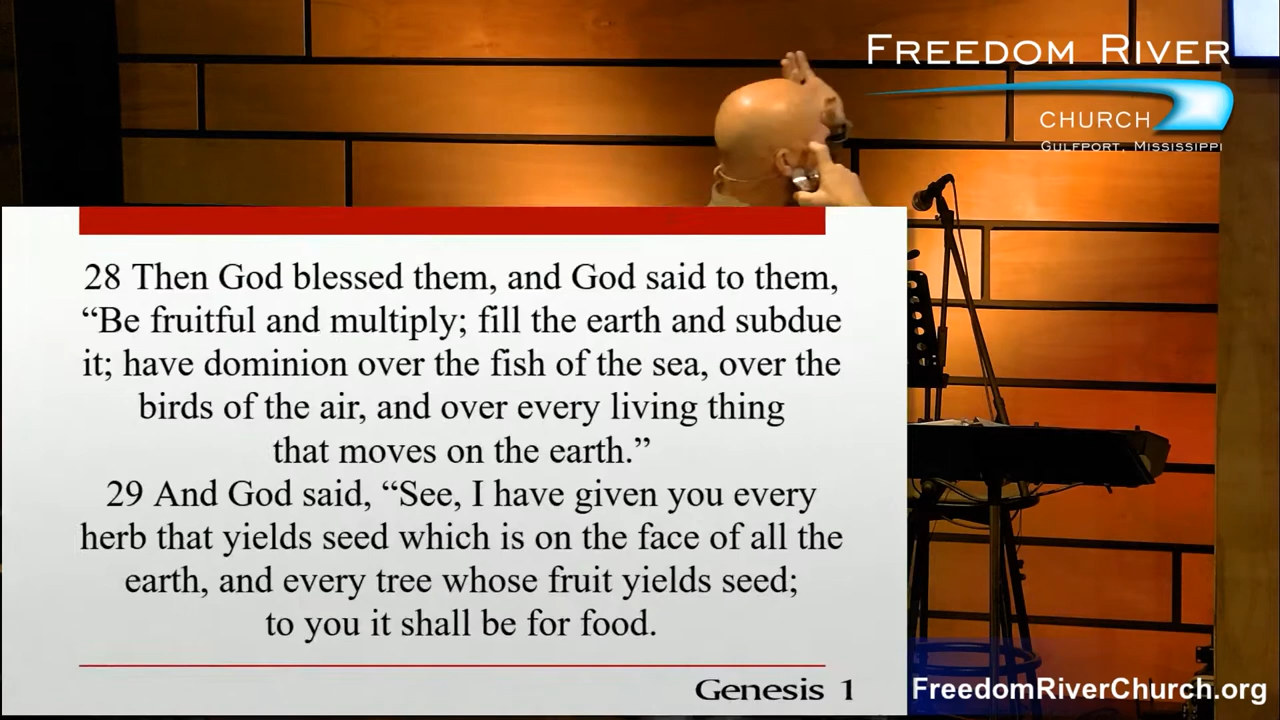 FREEDOM RIVER
CHURCH
GULFPORT, MISSISSIPPI
28 Then God blessed them, and God said to them,
“Be fruitful and multiply; fill the earth and subdue
it; have dominion over the fish of the sea, over the
birds of the air, and over every living thing
that moves on the earth.”
29 And God said, “See, I have given you every
herb that yields seed which is on the face of all the
earth, and every tree whose fruit yields seed;
to you it shall be for food.
Genesis 1
FreedomRiverChurch.org